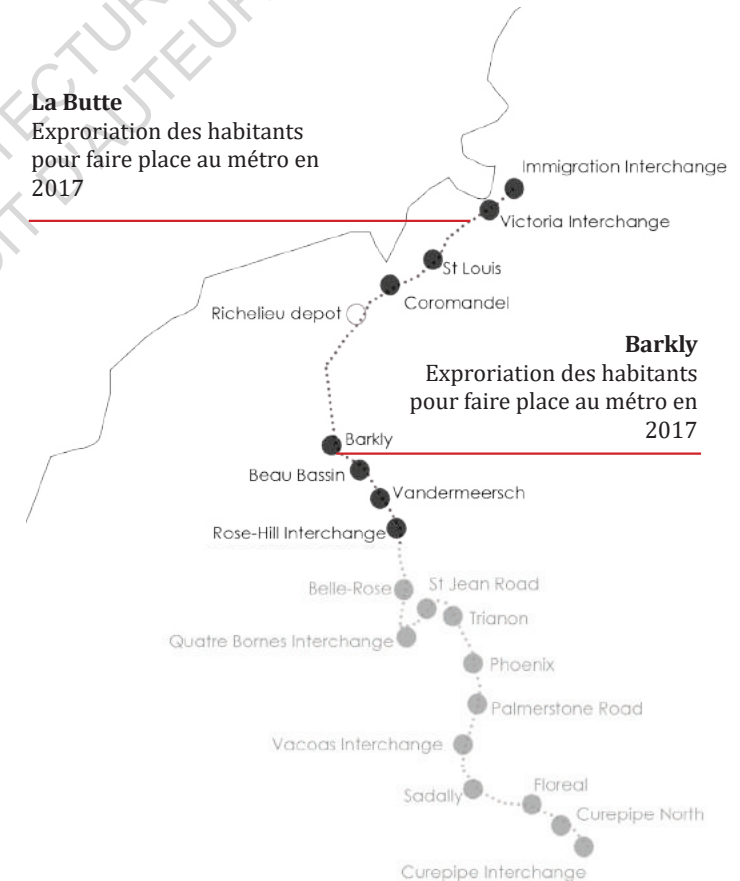 La Butte
Exproriation des habitants
pour faire place au métro en
2017
Immigration Interchange
Victoria Interchange
St Louis
Coromandel
Richelieu depot
Barkly
Exproriation des habitants
pour faire place au métro en
2017
Barkly
Beau Bassin
Vandermeersch
Rose-Hill Interchange
Belle-Rose
St Jean Road
Trianon
Quatre Bornes Interchange
Phoenix
Palmerstone Road
Vacoas Interchange
Sadally
Floreal
Curepipe North
Curepipe Interchange